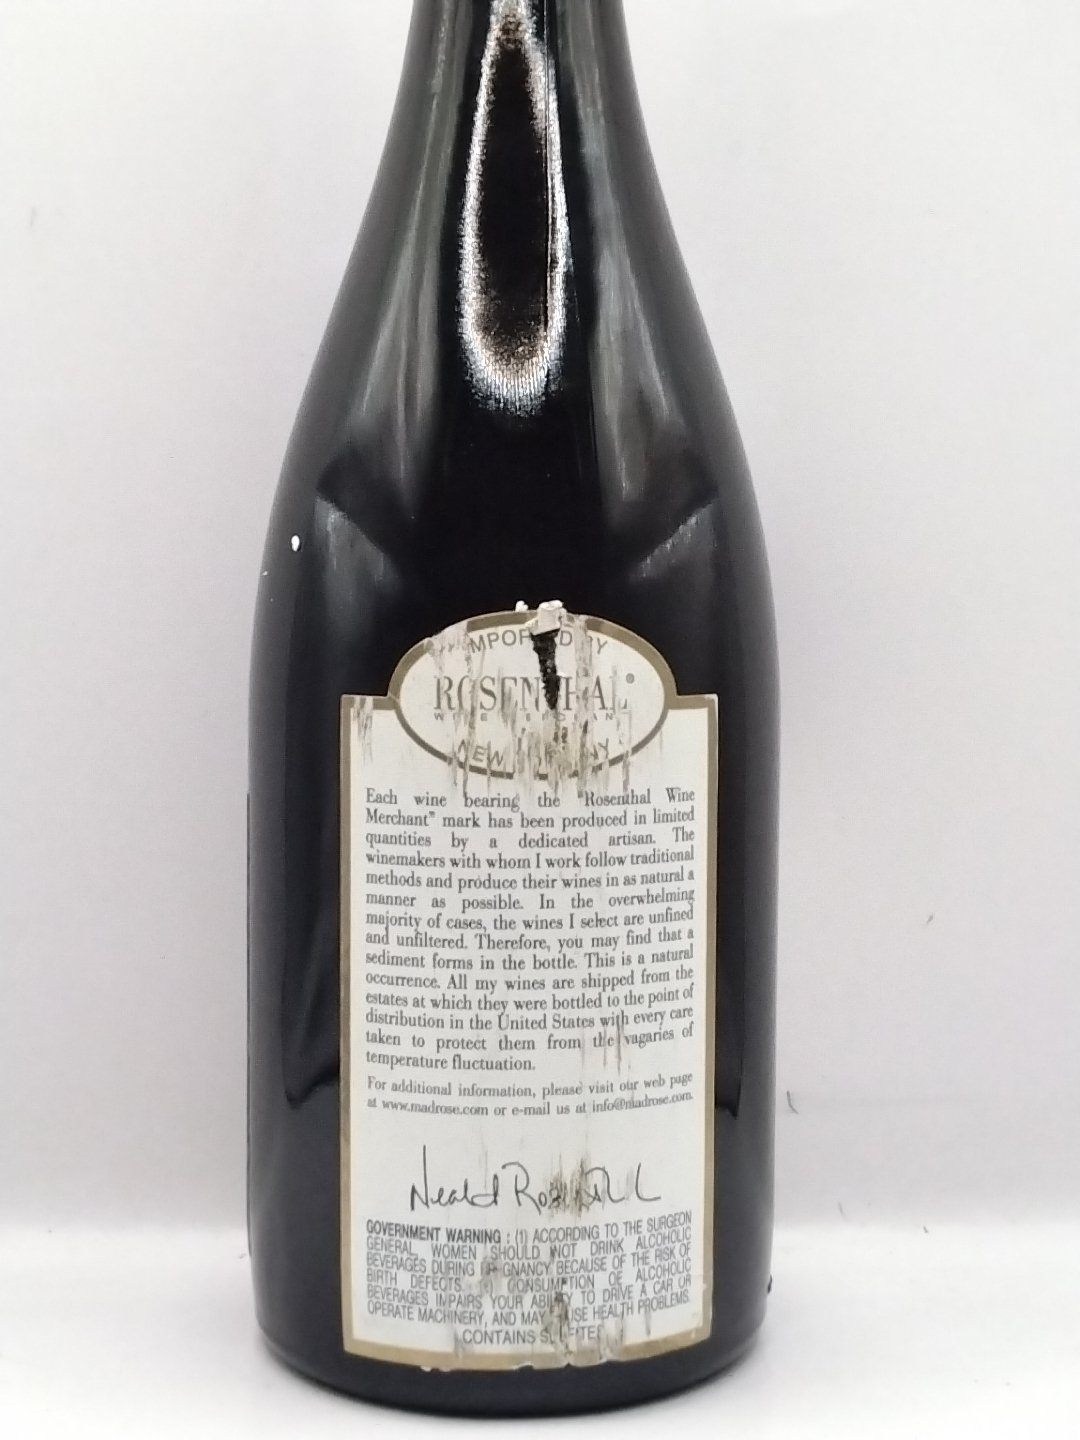 ROSENTHAL®
NEW
Each wine bearing the "Rosenthal Wine
Merchant" mark has been produced in limited
quantities by a dedicated artisan. The
winemakers with whom I work follow traditional
methods and produce their wines in as natural a
manner as possible. In the overwhelming
majority of cases, the wines I select are unfined
and unfiltered. Therefore, you may find that a
sediment forms in the bottle. This is a natural
occurrence. All my wines are shipped from the
estates at which they were bottled to the point of
distribution in the United States with every care
taken to protect them from the vagaries of
temperature fluctuation.
For additional information, please visit our web page
at www.madrose.com or e-mail us at info@madrose.com.
Neald Rosenthal
GOVERNMENT WARNING : (1) ACCORDING TO THE SURGEON
GENERAL, WOMEN SHOULD NOT DRINK ALCOHOLIC
BEVERAGES DURING PREGNANCY BECAUSE OF THE RISK OF
BIRTH DEFECTS. (2) CONSUMPTION OF ALCOHOLIC
BEVERAGES IMPAIRS YOUR ABILITY TO DRIVE A CAR OR
OPERATE MACHINERY, AND MAY CAUSE HEALTH PROBLEMS.
CONTAINS SULFITES